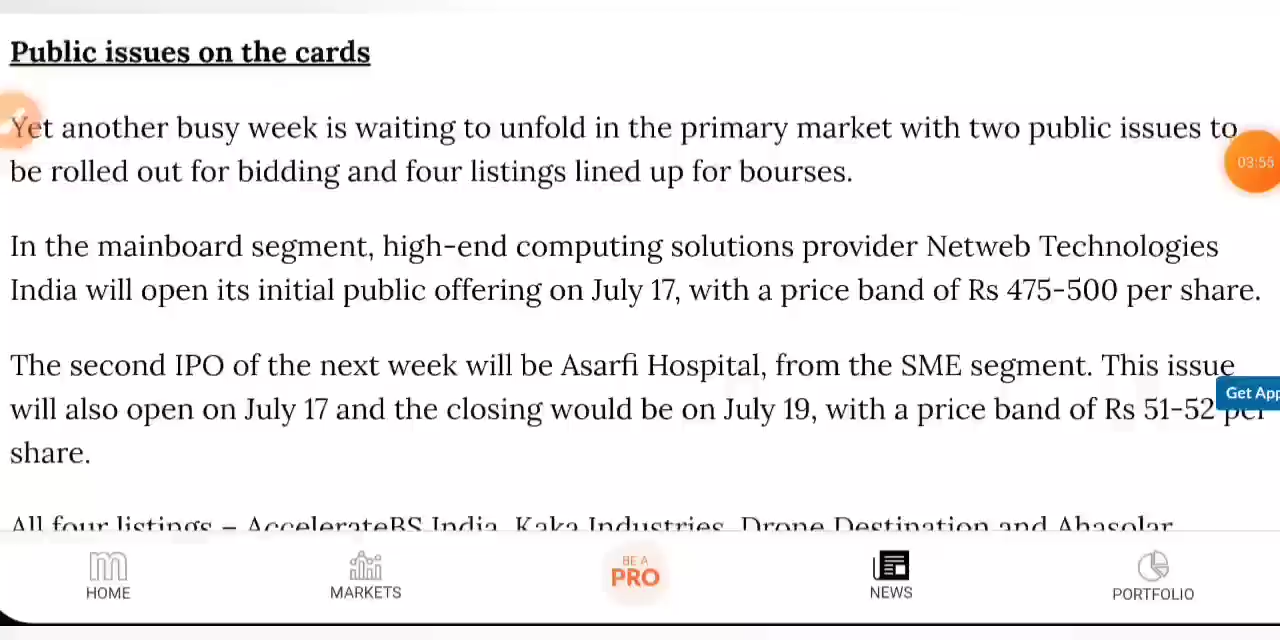 Public issues on the cards
Yet another busy week is waiting to unfold in the primary market with two public issues to
be rolled out for bidding and four listings lined up for bourses.
03:55
In the mainboard segment, high-end computing solutions provider Netweb Technologies
India will open its initial public offering on July 17, with a price band of Rs 475-500 per share.
The second IPO of the next week will be Asarfi Hospital, from the SME segment. This issue
will also open on July 17 and the closing would be on July 19, with a price band of Rs 51-52 per
Get App
share.
All four listings – AccelerateBS India, Kaka Industries, Drone Destination and Ahasolar
HOME
MARKETS
BE A
PRO
NEWS
PORTFOLIO